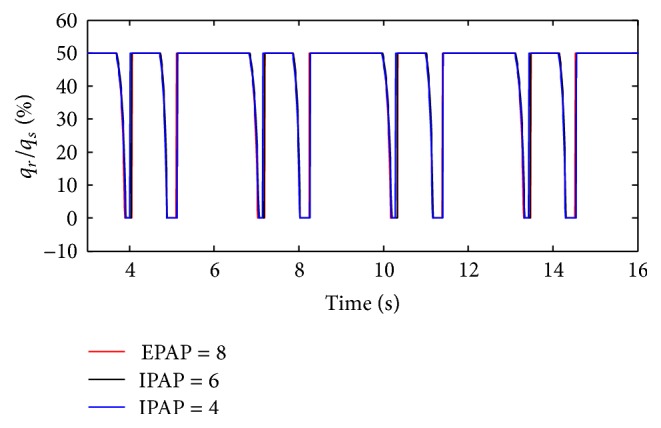 60
50
40
30
20
10
0
−10
q_r/q_s (%)
4 6 8 10 12 14 16
Time (s)
EPAP = 8
IPAP = 6
IPAP = 4